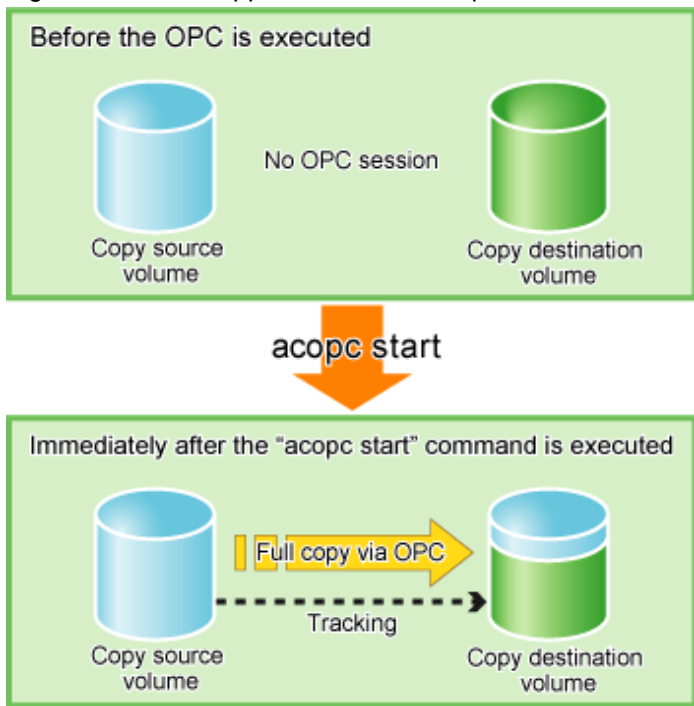 Before the OPC is executed
No OPC session
Copy source
volume
Copy destination
volume
acopc start
Immediately after the “acopc start” command is executed
Full copy via OPC
Tracking
Copy source
volume
Copy destination
volume